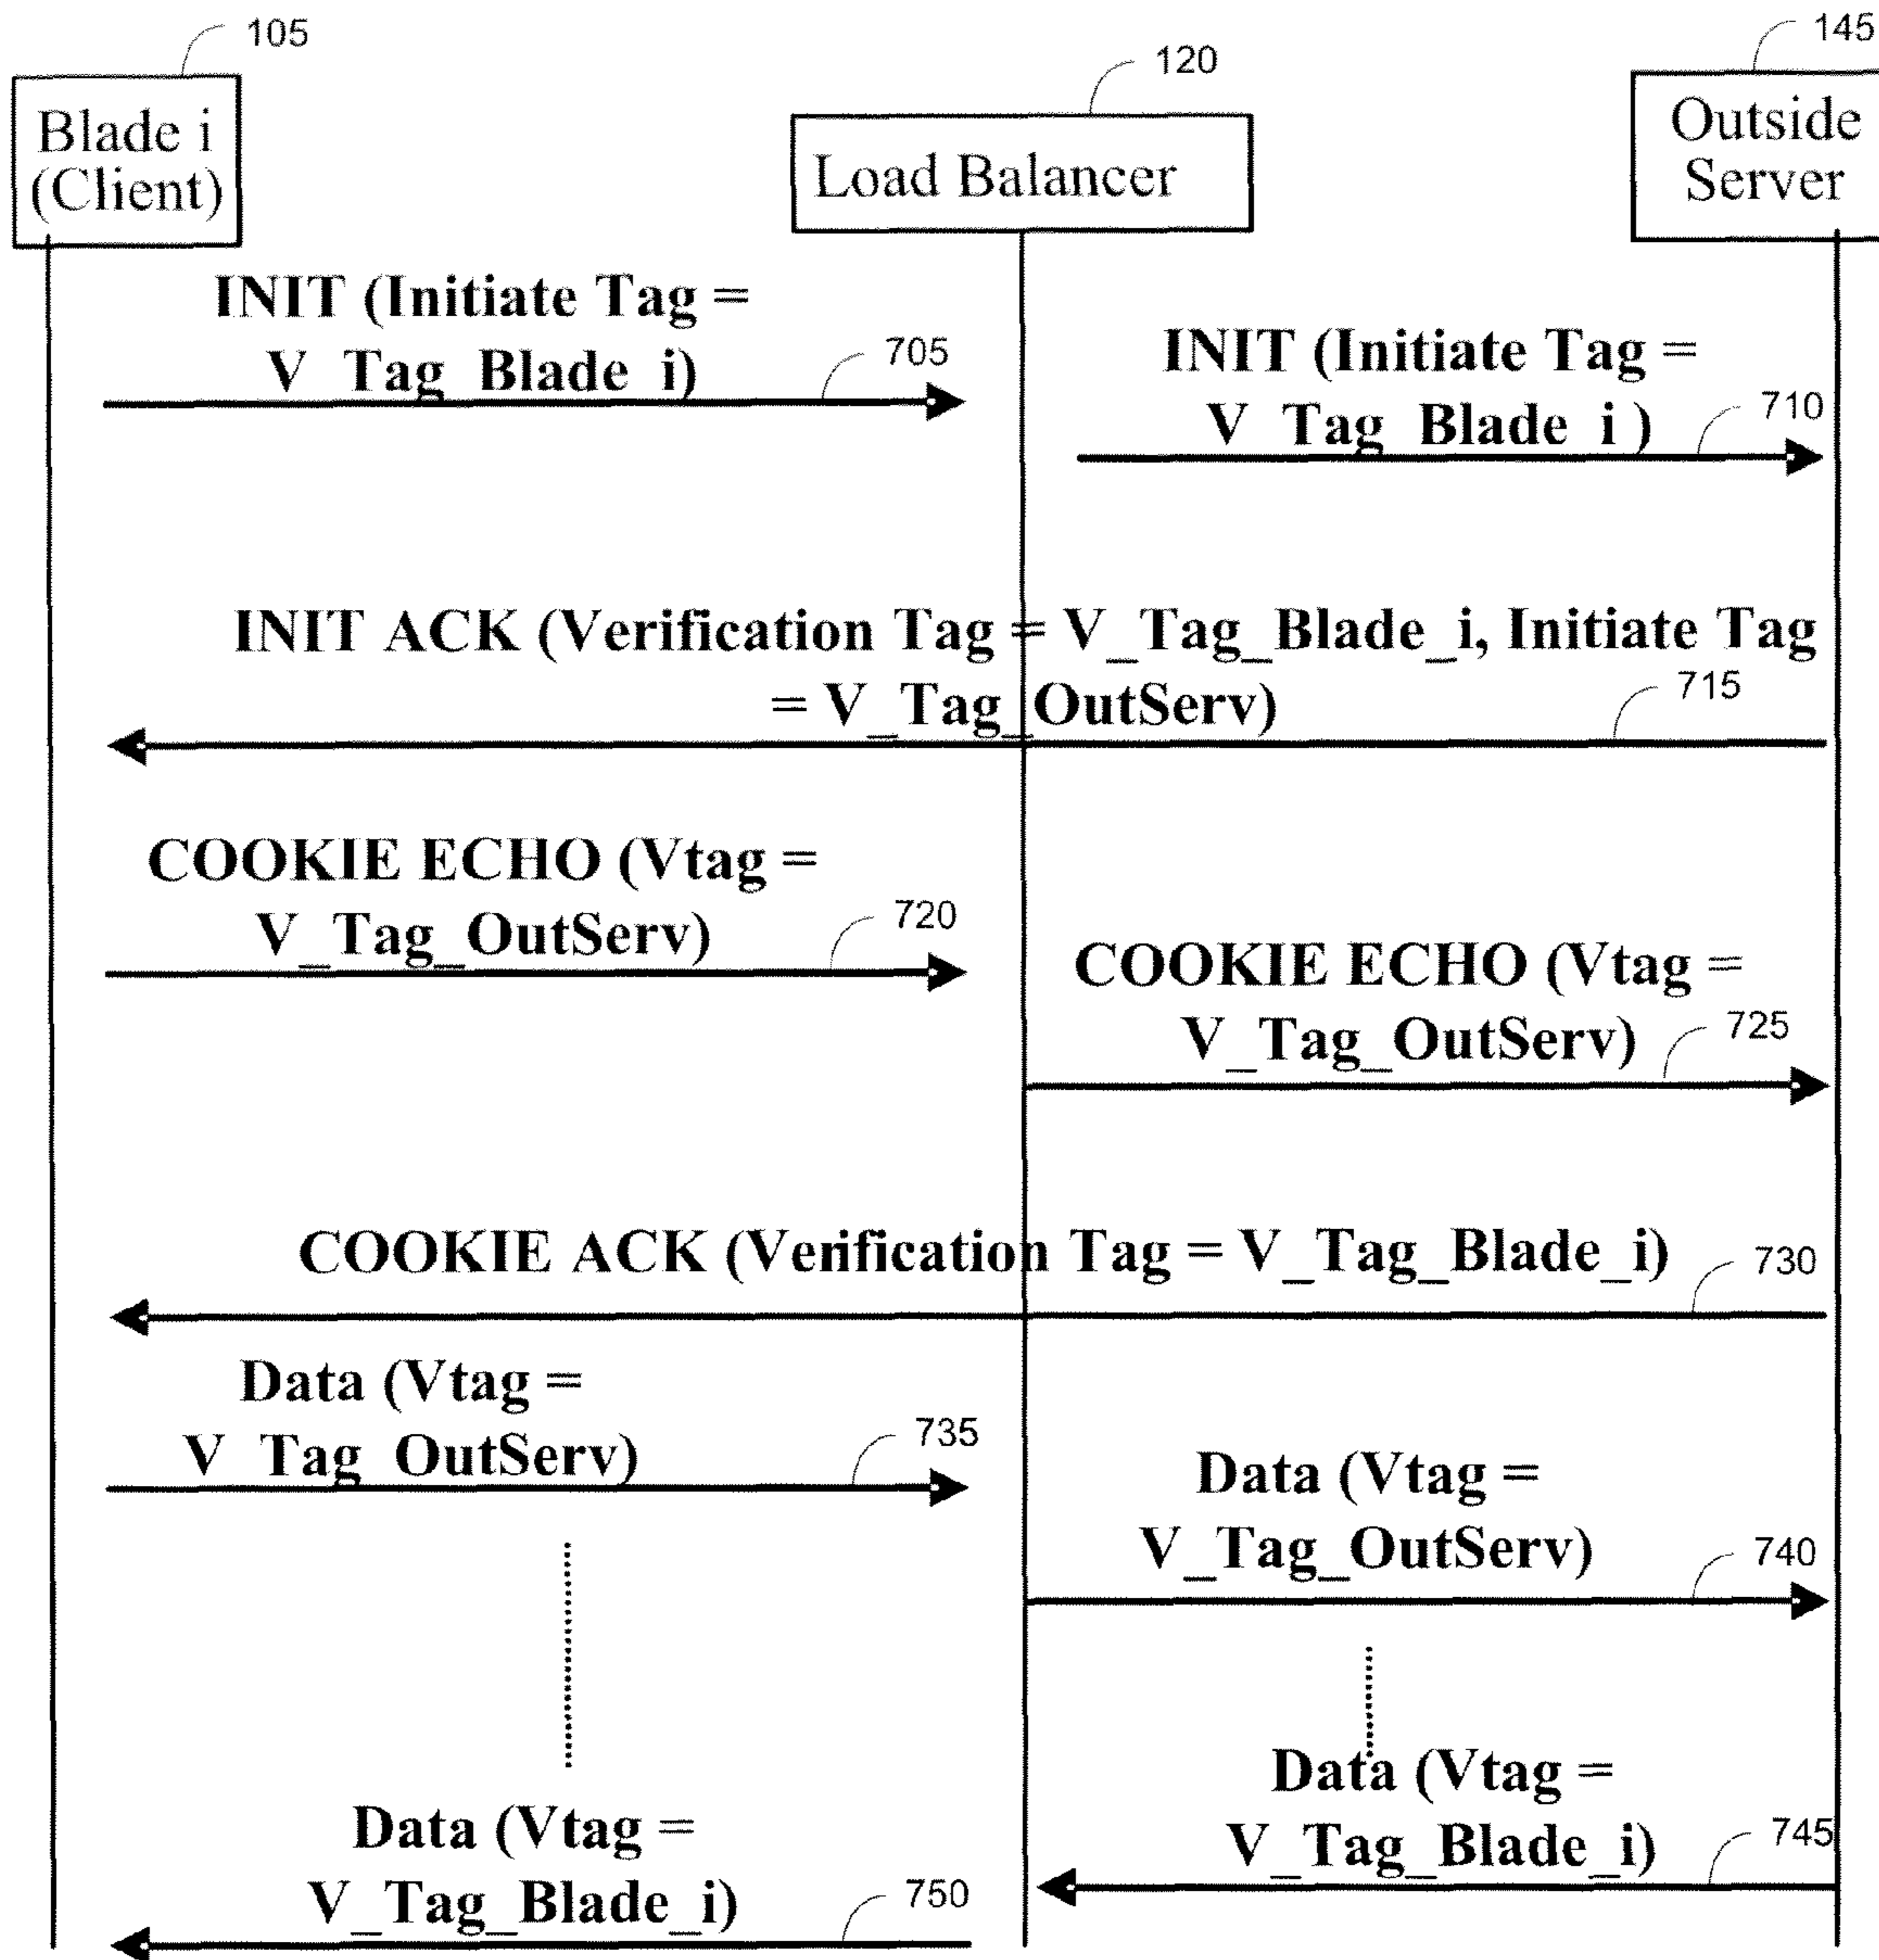 105
120
145
Blade i
(Client)
Load Balancer
Outside
Server
INIT (Initiate Tag =
V_Tag_Blade_i)
705
INIT (Initiate Tag =
V_Tag_Blade_i )
710
INIT ACK (Verification Tag = V_Tag_Blade_i, Initiate Tag
= V_Tag_OutServ)
715
COOKIE ECHO (Vtag =
V_Tag_OutServ)
720
COOKIE ECHO (Vtag =
V_Tag_OutServ)
725
COOKIE ACK (Verification Tag = V_Tag_Blade_i)
730
Data (Vtag =
V_Tag_OutServ)
735
Data (Vtag =
V_Tag_OutServ)
740
Data (Vtag =
V_Tag_Blade_i)
745
Data (Vtag =
V_Tag_Blade_i)
750